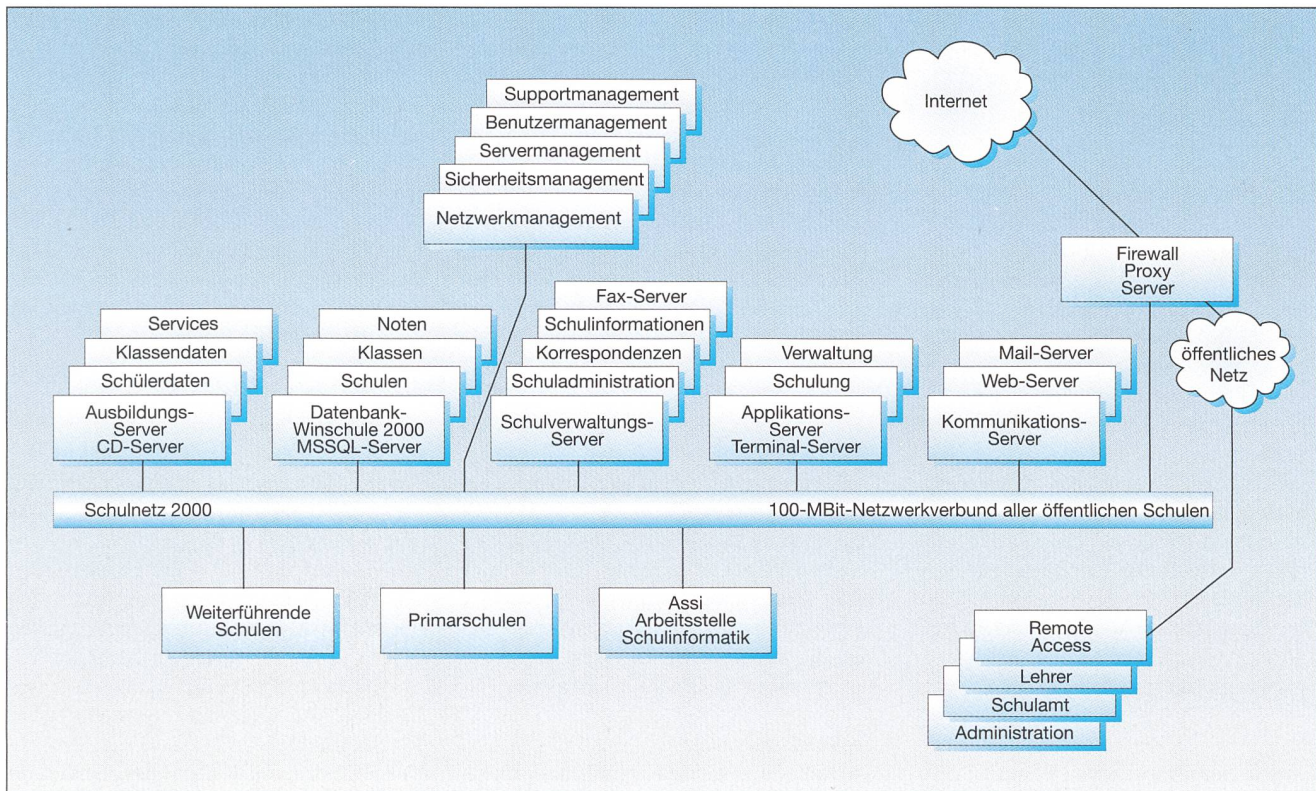 Supportmanagement
Benutzermanagement
Servermanagement
Sicherheitsmanagement
Netzwerkmanagement
Internet
Firewall
Proxy
Server
öffentliches
Netz
Services
Klassendaten
Schülerdaten
Ausbildungs-
Server
CD-Server
Noten
Klassen
Schulen
Datenbank-
Winschule 2000
MSSQL-Server
Fax-Server
Schulinformationen
Korrespondenzen
Schuladministration
Schulverwaltungs-
Server
Verwaltung
Schulung
Applikations-
Server
Terminal-Server
Mail-Server
Web-Server
Kommunikations-
Server
Schulnetz 2000
100-MBit-Netzwerkverbund aller öffentlichen Schulen
Weiterführende
Schulen
Primarschulen
Assi
Arbeitsstelle
Schulinformatik
Remote
Access
Lehrer
Schulamt
Administration